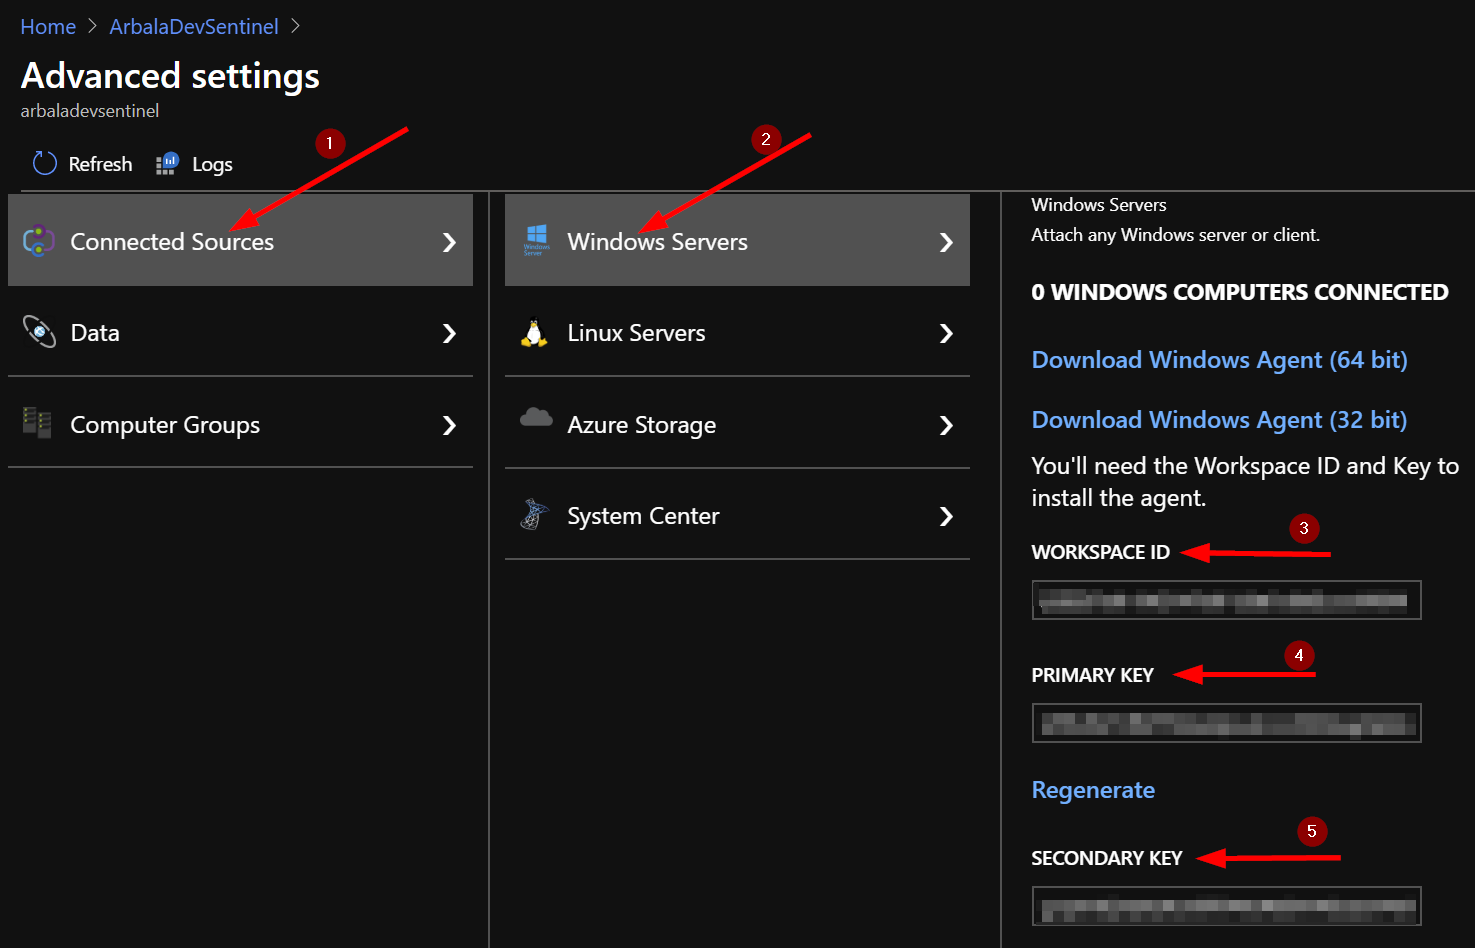 Home > ArbalaDevSentinel >
Advanced settings
arbaladevsentinel
Refresh Logs
1
2
Connected Sources
Data
Computer Groups
Windows Server
Windows Servers
Linux Servers
Azure Storage
System Center
Windows Servers
Attach any Windows server or client.
0 WINDOWS COMPUTERS CONNECTED
Download Windows Agent (64 bit)
Download Windows Agent (32 bit)
You'll need the Workspace ID and Key to
install the agent.
3
WORKSPACE ID
4
PRIMARY KEY
Regenerate
5
SECONDARY KEY